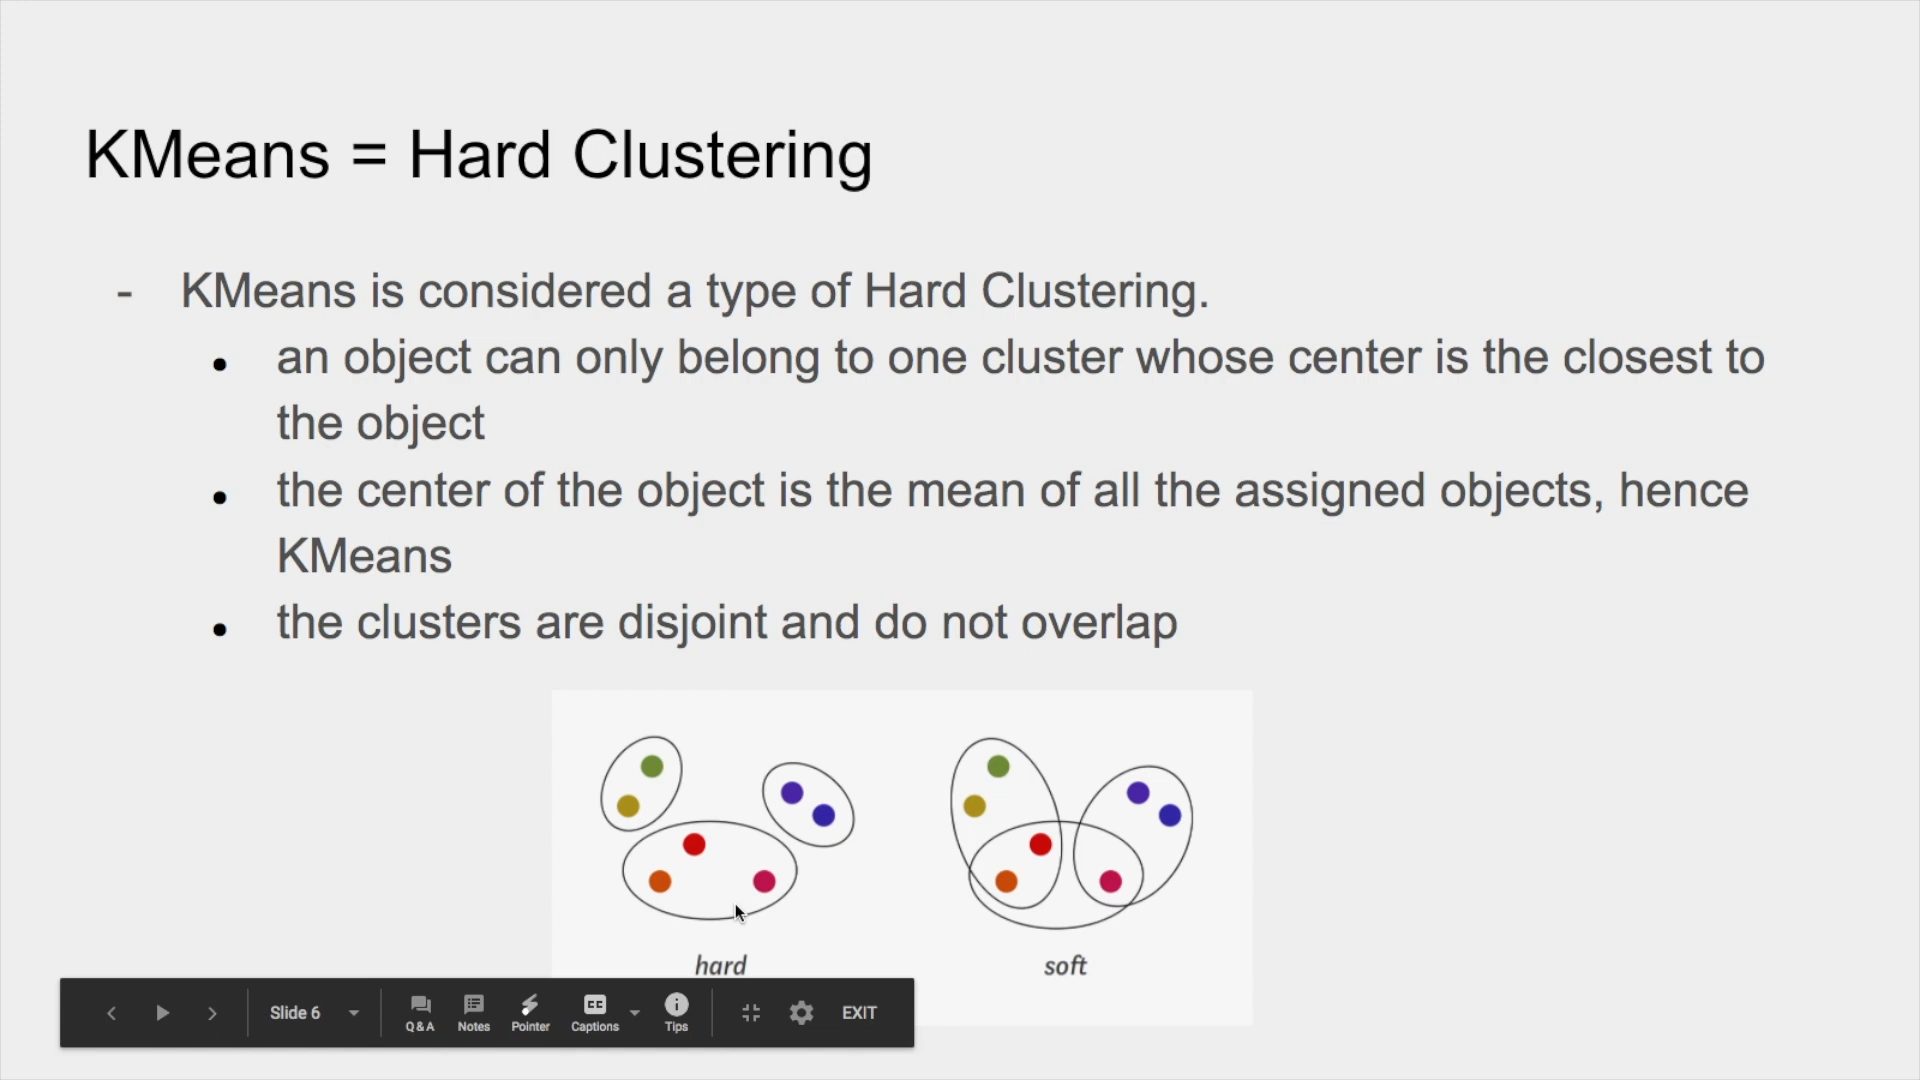 KMeans = Hard Clustering
- KMeans is considered a type of Hard Clustering.
• an object can only belong to one cluster whose center is the closest to
the object
• the center of the object is the mean of all the assigned objects, hence
KMeans
• the clusters are disjoint and do not overlap
hard soft
Slide 6 Q&A Notes Pointer CC Captions Tips EXIT